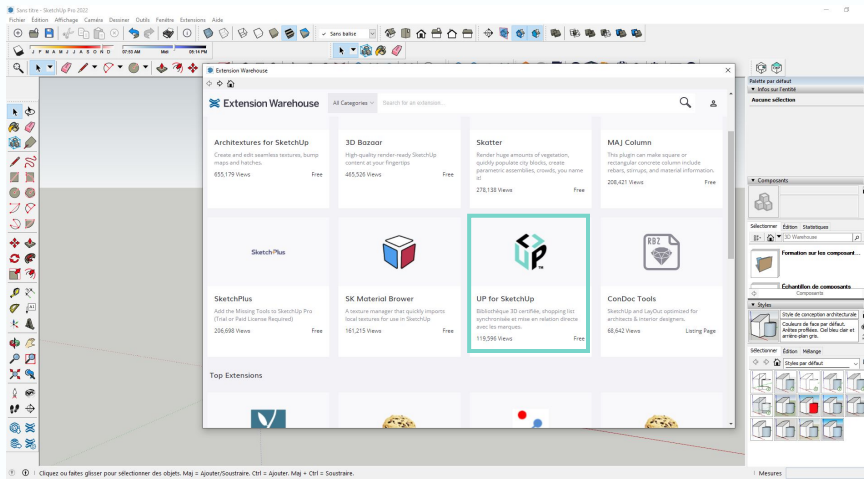 Sans titre - SketchUp Pro 2022
Fichier Édition Affichage Caméra Dessiner Outils Fenêtre Extensions Aide
Sans balise
J F M A M J J A S O N D 07:53 AM Midi 08:14 PM
Extension Warehouse
Extension Warehouse All Categories Search for an extension...
Architextures for SketchUp
Create and edit seamless textures, bump
maps and hatches.
655,179 Views Free
3D Bazaar
High-quality render-ready SketchUp
content at your fingertips
465,526 Views Free
Skatter
Render huge amounts of vegetation,
quickly populate city blocks, create
parametric assemblies, crowds, you name
it!
278,138 Views Free
MAJ Column
This plugin can make square or
rectangular concrete column include
rebars, stirrups, and material information.
208,421 Views Free
SketchPlus
SketchPlus
Add the Missing Tools to SketchUp Pro
(Trial or Paid License Required)
206,698 Views Free
SK Material Brower
A texture manager that quickly imports
local textures for use in SketchUp
161,215 Views Free
UP
UP for SketchUp
Bibliothèque 3D certifiée, shopping list
synchronisée et mise en relation directe
avec les marques.
119,596 Views Free
RBZ
ConDoc Tools
SketchUp and LayOut optimized for
architects & interior designers.
68,642 Views Listing Page
Top Extensions
Palette par défaut
Infos sur l'entité
Aucune sélection
Composants
Sélectionner Édition Statistiques
3D Warehouse
Formation sur les composant...
Échantillon de composants
Composants
Styles
Style de conception architecturale
Couleurs de face par défaut.
Arêtes profilées. Ciel bleu clair et
arrière-plan gris.
Sélectionner Édition Mélange
Styles par défaut
Cliquez ou faites glisser pour sélectionner des objets. Maj = Ajouter/Soustraire. Ctrl = Ajouter. Maj + Ctrl = Soustraire.
Mesures